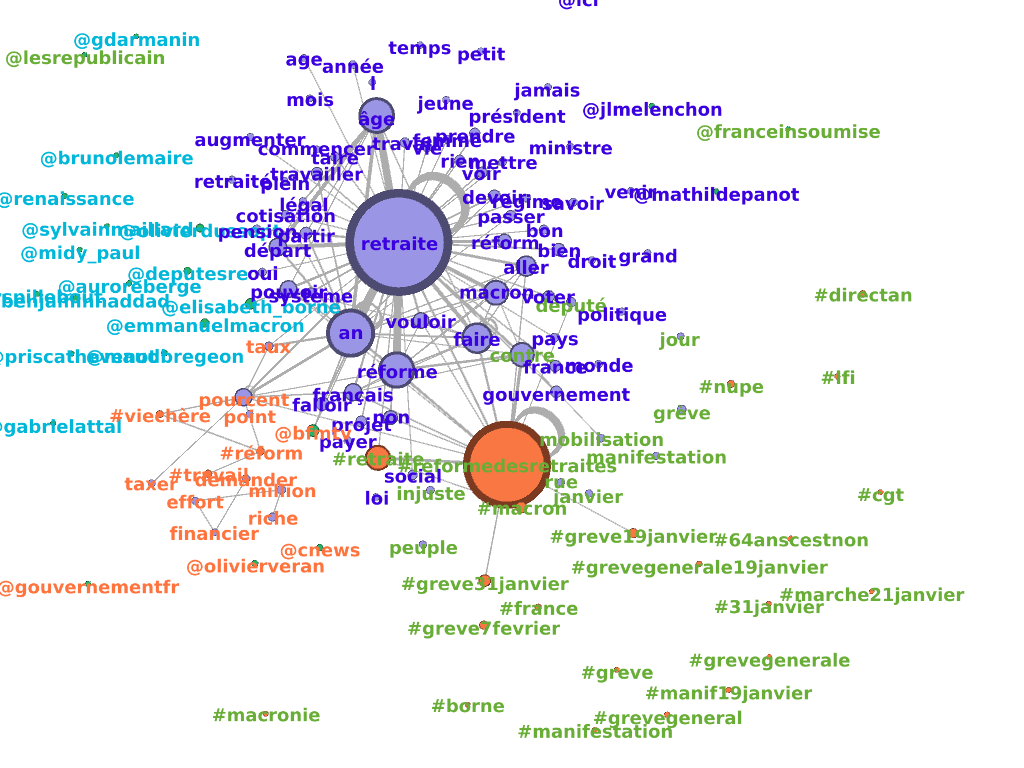 @lci
@gdarmanin
@lesrepublicain
temps
petit
age
année
l
mois
jeune
jamais
âge
président
@jlmelenchon
@franceinsoumise
augmenter
commencer
faire
prendre
vie
rien
mettre
ministre
@brunolemaire
travailler
voir
retraité
plein
@renaissance
légal
devoir
régime
savoir
venir
@mathildepanot
cotisation
passer
@sylvainmaillard
pension
partir
bon
retraite
réform
@midy_paul
départ
bien
droit
grand
@deputesre
oui
aller
@auroreberge
pouvoir
système
macron
voter
#directan
@elisabeth_borne
député
politique
@emmanuelmacron
vouloir
faire
pays
jour
taux
contre
france
monde
#lfi
réforme
#nupe
pourcent
français
gouvernement
#viechère
point
falloir
grève
@gabrielattal
projet
non
@bfmtv
payer
mobilisation
#réform
#retraite
manifestation
#reformedesretraites
#travail
demander
social
rue
taxer
million
effort
loi
injuste
janvier
#cgt
riche
#macron
financier
#greve19janvier
#64anscestnon
@cnews
peuple
@olivierveran
#grevegenerale19janvier
@gouvernementfr
#greve31janvier
#marche21janvier
#france
#31janvier
#greve7fevrier
#grevegenerale
#greve
#manif19janvier
#macronie
#borne
#grevegeneral
#manifestation